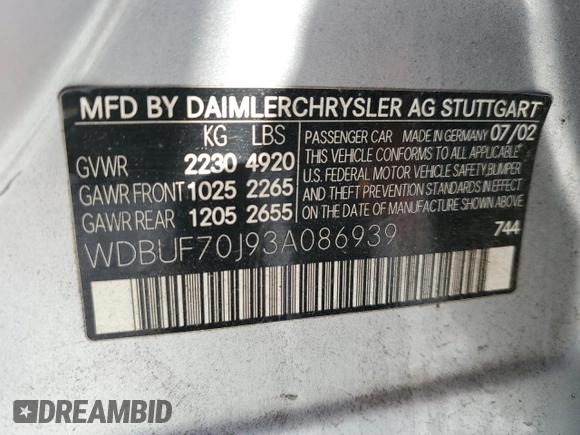 MFD BY DAIMLERCHRYSLER AG STUTTGART
KG LBS
GVWR 2230 4920
GAWR FRONT 1025 2265
GAWR REAR 1205 2655
PASSENGER CAR MADE IN GERMANY 07/02
THIS VEHICLE CONFORMS TO ALL APPLICABLE
U.S. FEDERAL MOTOR VEHICLE SAFETY, BUMPER
AND THEFT PREVENTION STANDARDS IN EFFECT
ON THE DATE OF MANUFACTURE SHOWN ABOVE.
WDBUF70J93A086939
744
DREAMBID